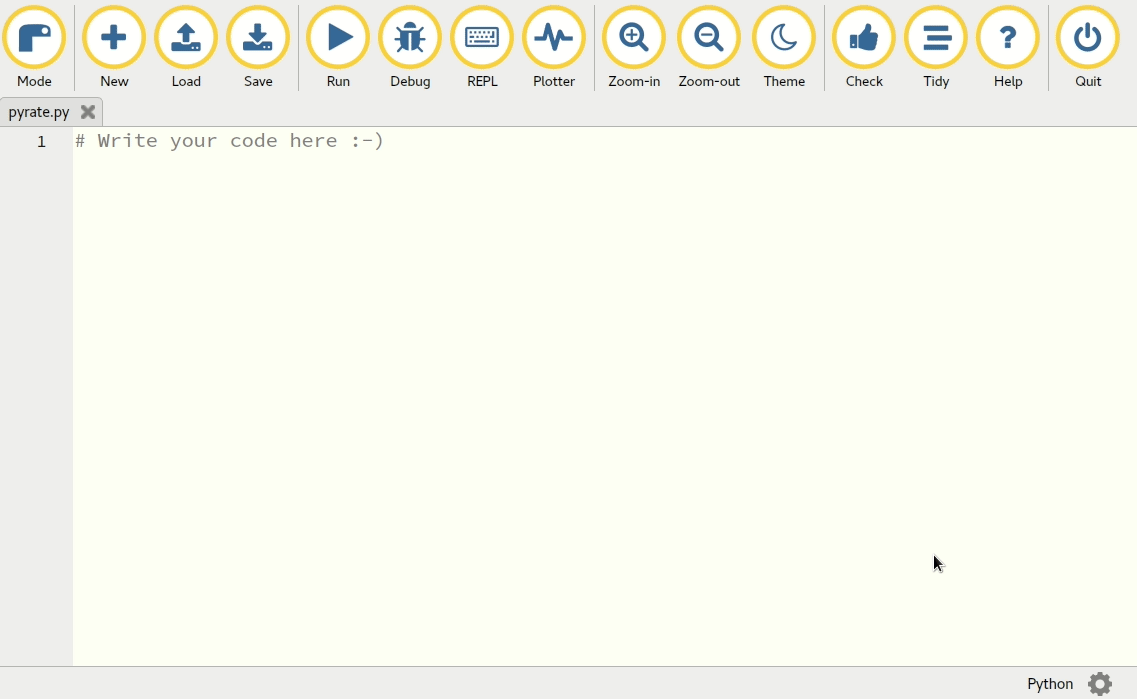 Mode New Load Save Run Debug REPL Plotter Zoom-in Zoom-out Theme Check Tidy Help Quit
pyrate.py
1 # Write your code here :-)
Python